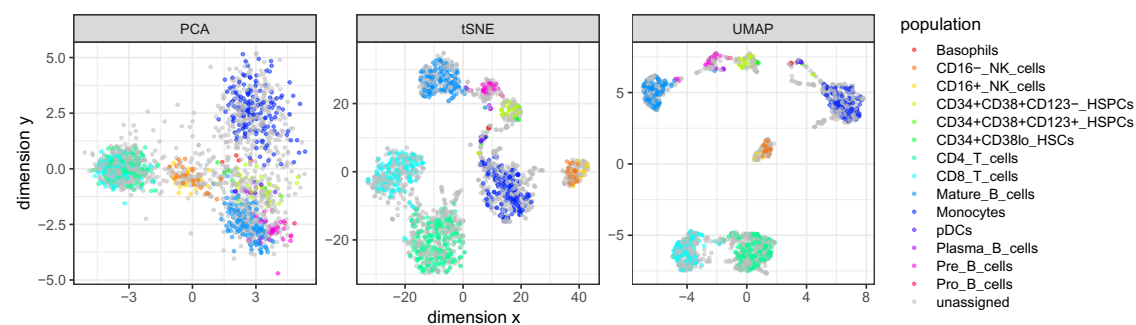 PCA
tSNE
UMAP
dimension y
5.0
2.5
0.0
−2.5
−5.0
−3
0
3
20
0
−20
−20
0
20
40
5
0
−5
−4
0
4
8
dimension x
population
Basophils
CD16−_NK_cells
CD16+_NK_cells
CD34+CD38+CD123−_HSPCs
CD34+CD38+CD123+_HSPCs
CD34+CD38lo_HSCs
CD4_T_cells
CD8_T_cells
Mature_B_cells
Monocytes
pDCs
Plasma_B_cells
Pre_B_cells
Pro_B_cells
unassigned